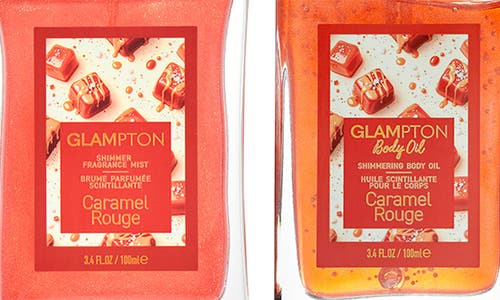 GLAMPTON
SHIMMER
FRAGRANCE MIST
BRUME PARFUMÉE
SCINTILLANTE
Caramel
Rouge
3.4 FL.OZ / 100ml ℮
GLAMPTON
Body Oil
SHIMMERING BODY OIL
HUILE SCINTILLANTE
POUR LE CORPS
Caramel
Rouge
3.4 FL.OZ / 100ml ℮